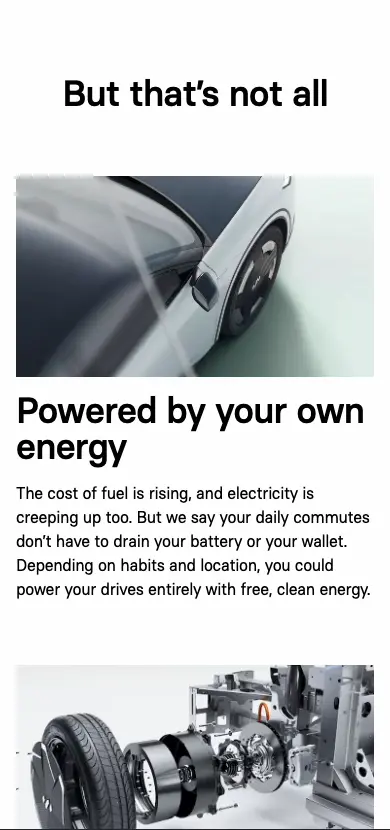 But that's not all
Powered by your own
energy
The cost of fuel is rising, and electricity is
creeping up too. But we say your daily commutes
don't have to drain your battery or your wallet.
Depending on habits and location, you could
power your drives entirely with free, clean energy.